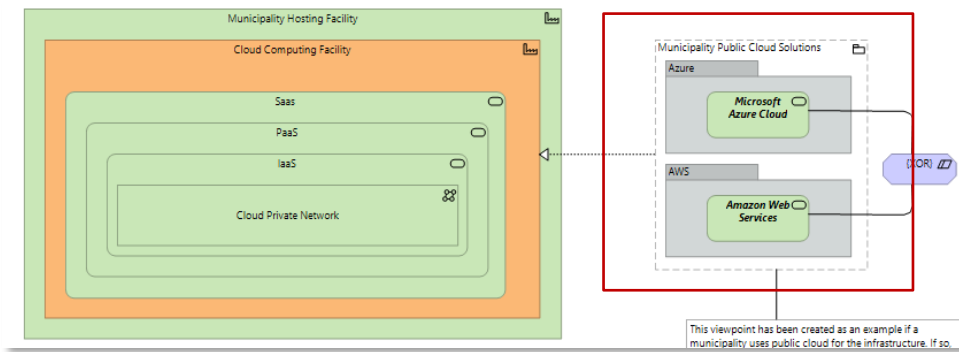 Municipality Hosting Facility
Cloud Computing Facility
Saas
PaaS
IaaS
Cloud Private Network
Municipality Public Cloud Solutions
Azure
Microsoft
Azure Cloud
{XOR}
AWS
Amazon Web
Services
This viewpoint has been created as an example if a
municipality uses public cloud for the infrastructure. If so,